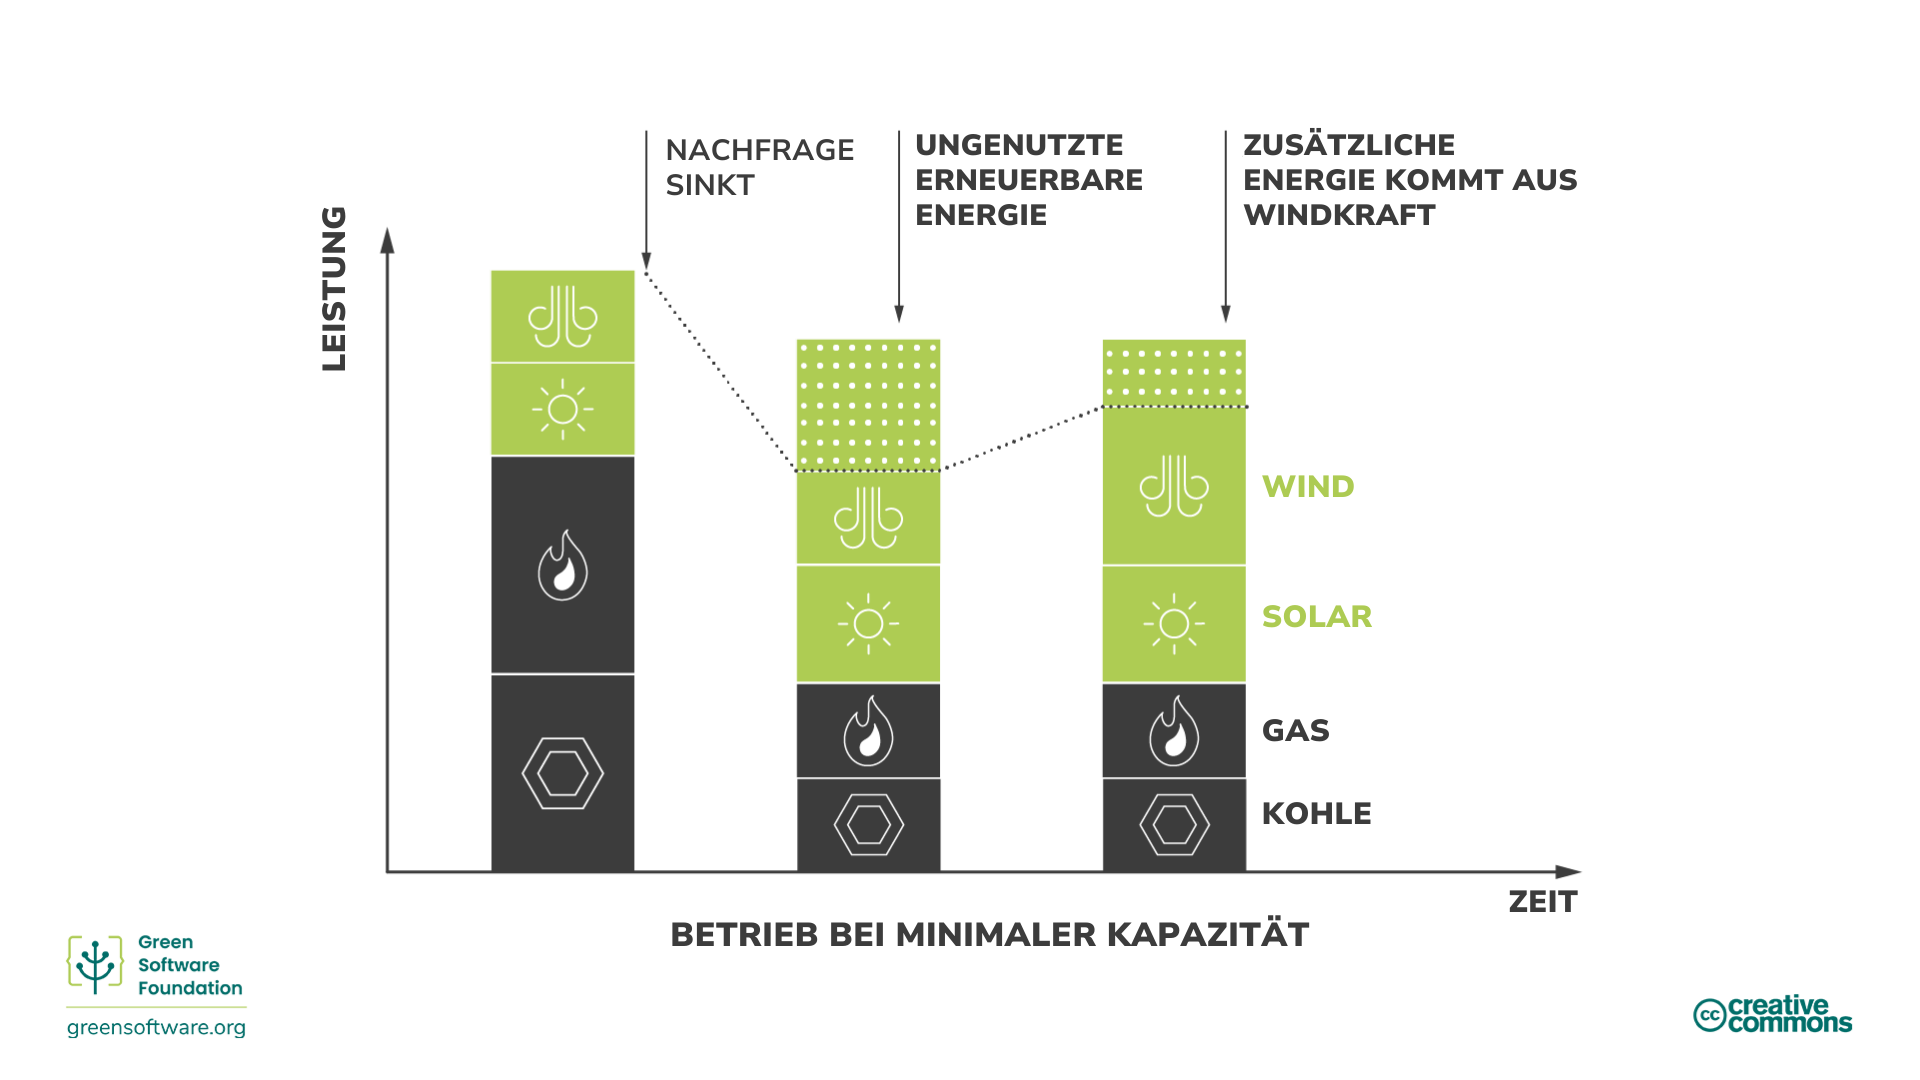 NACHFRAGE
SINKT
UNGENUTZTE
ERNEUERBARE
ENERGIE
ZUSÄTZLICHE
ENERGIE KOMMT AUS
WINDKRAFT
LEISTUNG
WIND
SOLAR
GAS
KOHLE
ZEIT
BETRIEB BEI MINIMALER KAPAZITÄT
Green
Software
Foundation
greensoftware.org
cc creative
commons